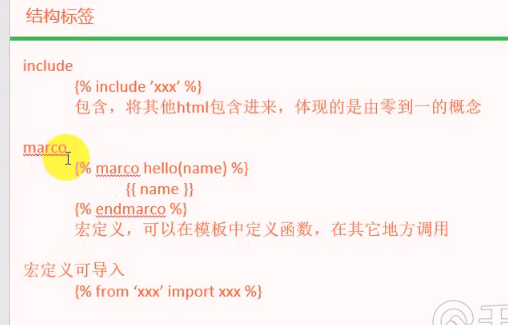 结构标签
include
{% include ‘xxx’ %}
包含，将其他html包含进来，体现的是由零到一的概念
marco
{% marco hello(name) %}
{{ name }}
{% endmarco %}
宏定义，可以在模板中定义函数，在其它地方调用
宏定义可导入
{% from ‘xxx’ import xxx %}